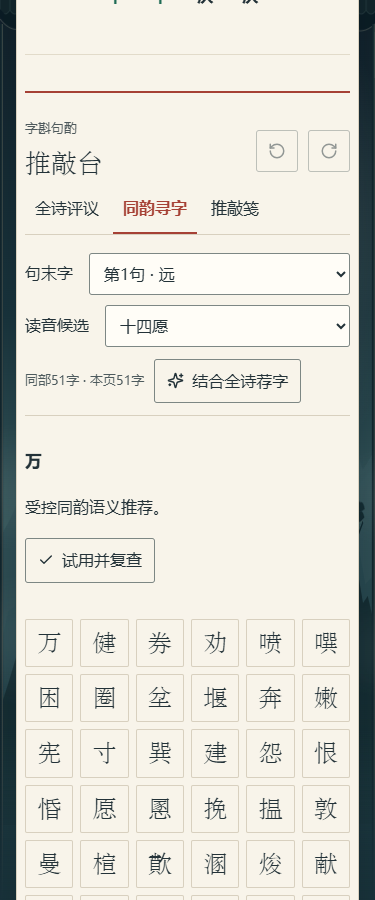 字斟句酌
推敲台
全诗评议 同韵寻字 推敲笺
句末字 第1句 · 远
读音候选 十四愿
同部51字 · 本页51字 结合全诗荐字
万
受控同韵语义推荐。
试用并复查
万 健 券 劝 喷 噀
困 圈 坌 堰 奔 嫩
宪 寸 巽 建 怨 恨
惛 愿 慁 挽 揾 敦
曼 楦 歕 溷 焌 献